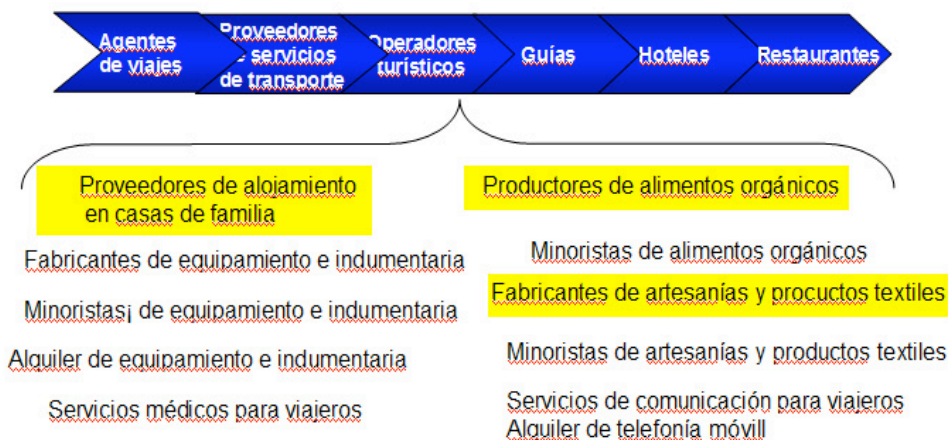 Agentes
de viajes
Proveedores
e servicios
de transporte
Operadores
turísticos
Guías
Hoteles
Restaurantes
Proveedores de alojamiento
en casas de familia
Fabricantes de equipamiento e indumentaria
Minoristas¡ de equipamiento e indumentaria
Alquiler de equipamiento e indumentaria
Servicios médicos para viajeros
Productores de alimentos orgánicos
Minoristas de alimentos orgánicos
Fabricantes de artesanías y procuctos textiles
Minoristas de artesanías y productos textiles
Servicios de comunicación para viajeros
Alquiler de telefonía móvill